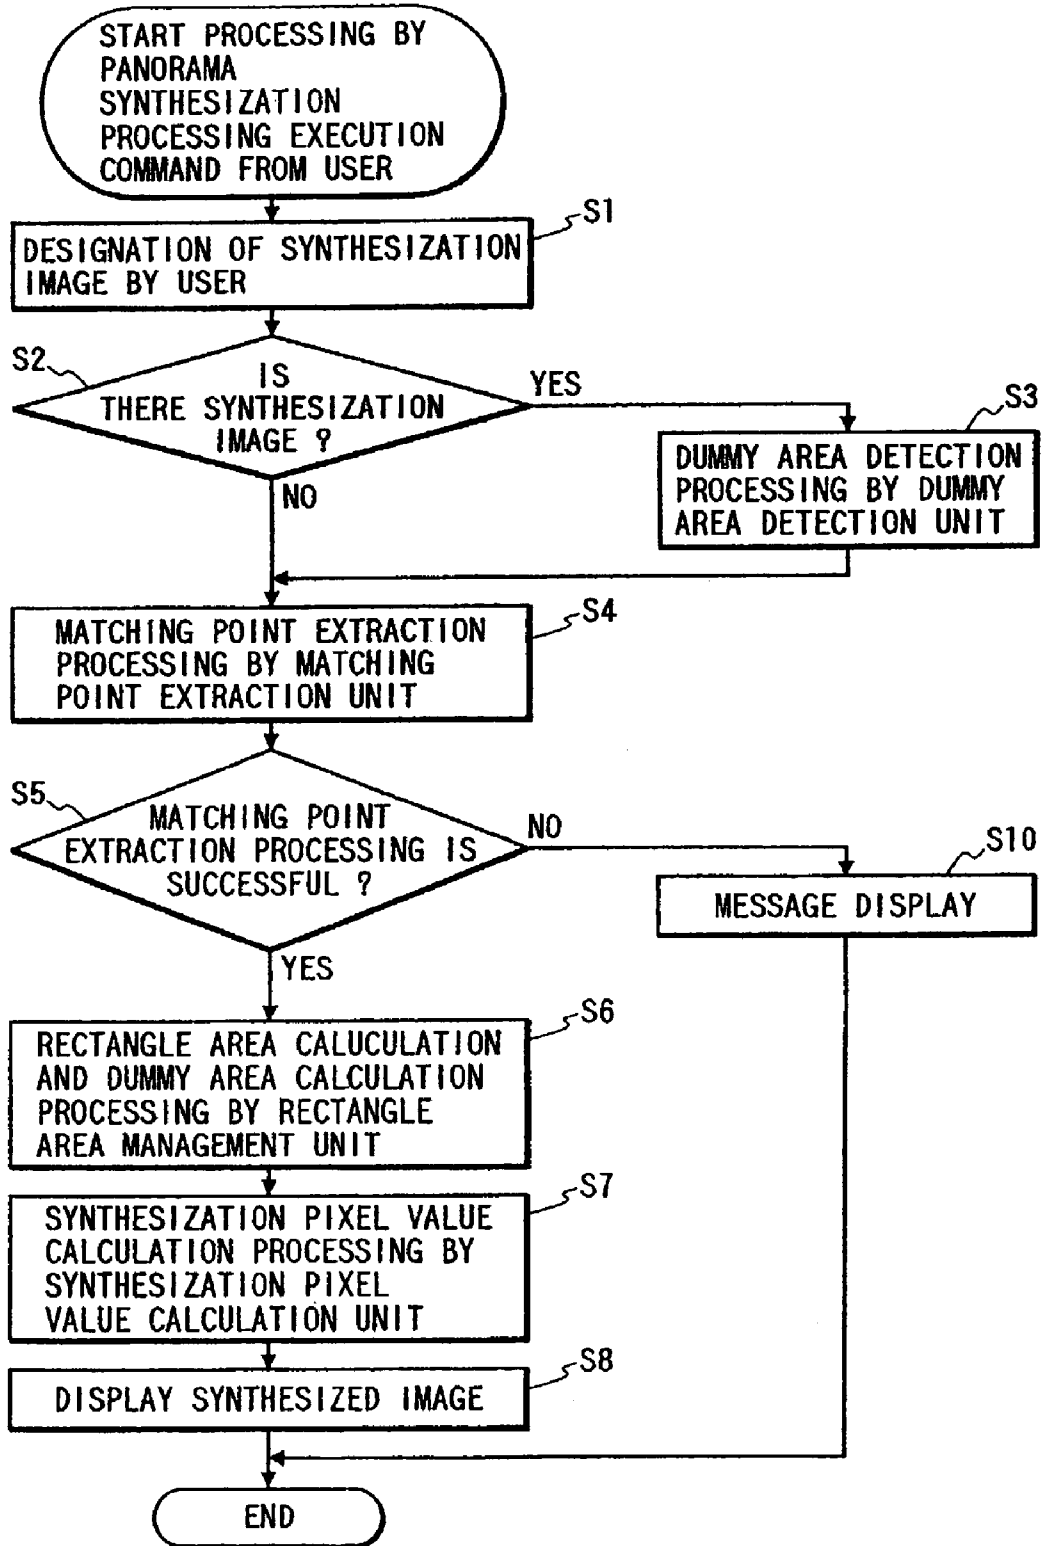 START PROCESSING BY
PANORAMA
SYNTHESIZATION
PROCESSING EXECUTION
COMMAND FROM USER
S1
DESIGNATION OF SYNTHESIZATION
IMAGE BY USER
S2
IS
THERE SYNTHESIZATION
IMAGE ?
YES
NO
S3
DUMMY AREA DETECTION
PROCESSING BY DUMMY
AREA DETECTION UNIT
S4
MATCHING POINT EXTRACTION
PROCESSING BY MATCHING
POINT EXTRACTION UNIT
S5
MATCHING POINT
EXTRACTION PROCESSING IS
SUCCESSFUL ?
NO
YES
S10
MESSAGE DISPLAY
S6
RECTANGLE AREA CALUCULATION
AND DUMMY AREA CALCULATION
PROCESSING BY RECTANGLE
AREA MANAGEMENT UNIT
S7
SYNTHESIZATION PIXEL VALUE
CALCULATION PROCESSING BY
SYNTHESIZATION PIXEL
VALUE CALCULATION UNIT
S8
DISPLAY SYNTHESIZED IMAGE
END